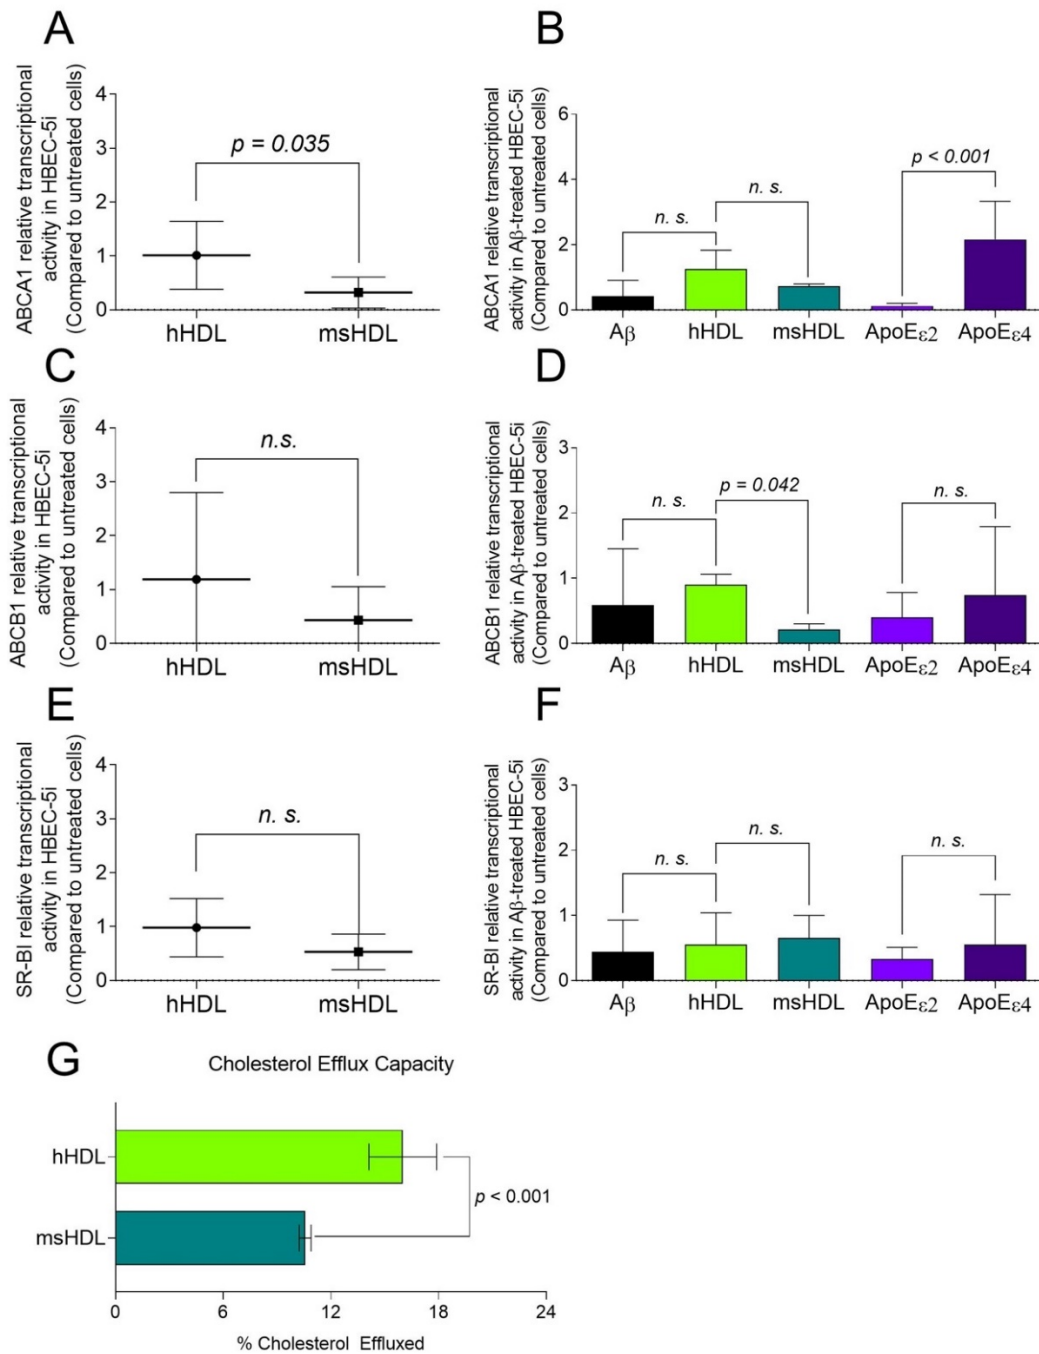 A
ABCA1 relative transcriptional
activity in HBEC-5i
(Compared to untreated cells)
4
3
2
1
0
p = 0.035
hHDL
msHDL
B
ABCA1 relative transcriptional
activity in Aβ-treated HBEC-5i
(Compared to untreated cells)
6
4
2
0
n. s.
n. s.
p < 0.001
Aβ
hHDL
msHDL
ApoEε2
ApoEε4
C
ABCB1 relative transcriptional
activity in HBEC-5i
(Compared to untreated cells)
4
3
2
1
0
n.s.
hHDL
msHDL
D
ABCB1 relative transcriptional
activity in Aβ-treated HBEC-5i
(Compared to untreated cells)
3
2
1
0
n. s.
p = 0.042
n. s.
Aβ
hHDL
msHDL
ApoEε2
ApoEε4
E
SR-BI relative transcriptional
activity in HBEC-5i
(Compared to untreated cells)
4
3
2
1
0
n. s.
hHDL
msHDL
F
SR-BI relative transcriptional
activity in Aβ-treated HBEC-5i
(Compared to untreated cells)
3
2
1
0
n. s.
n. s.
n. s.
Aβ
hHDL
msHDL
ApoEε2
ApoEε4
G
Cholesterol Efflux Capacity
hHDL
msHDL
p < 0.001
0
6
12
18
24
% Cholesterol Effluxed